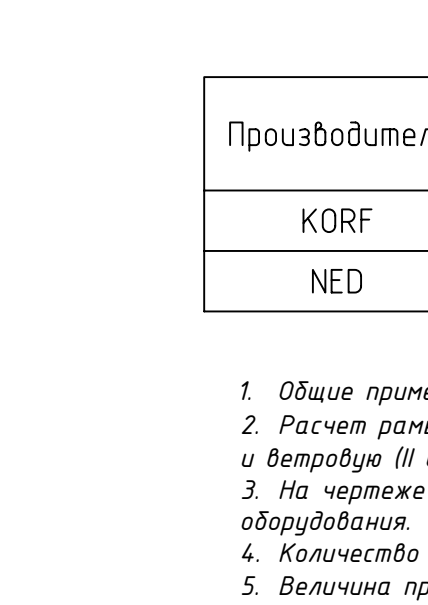 Производител
KORF
NED
1. Общие приме
2. Расчет рам
и ветровую (II
3. На чертеже
оборудования.
4. Количество
5. Величина пр